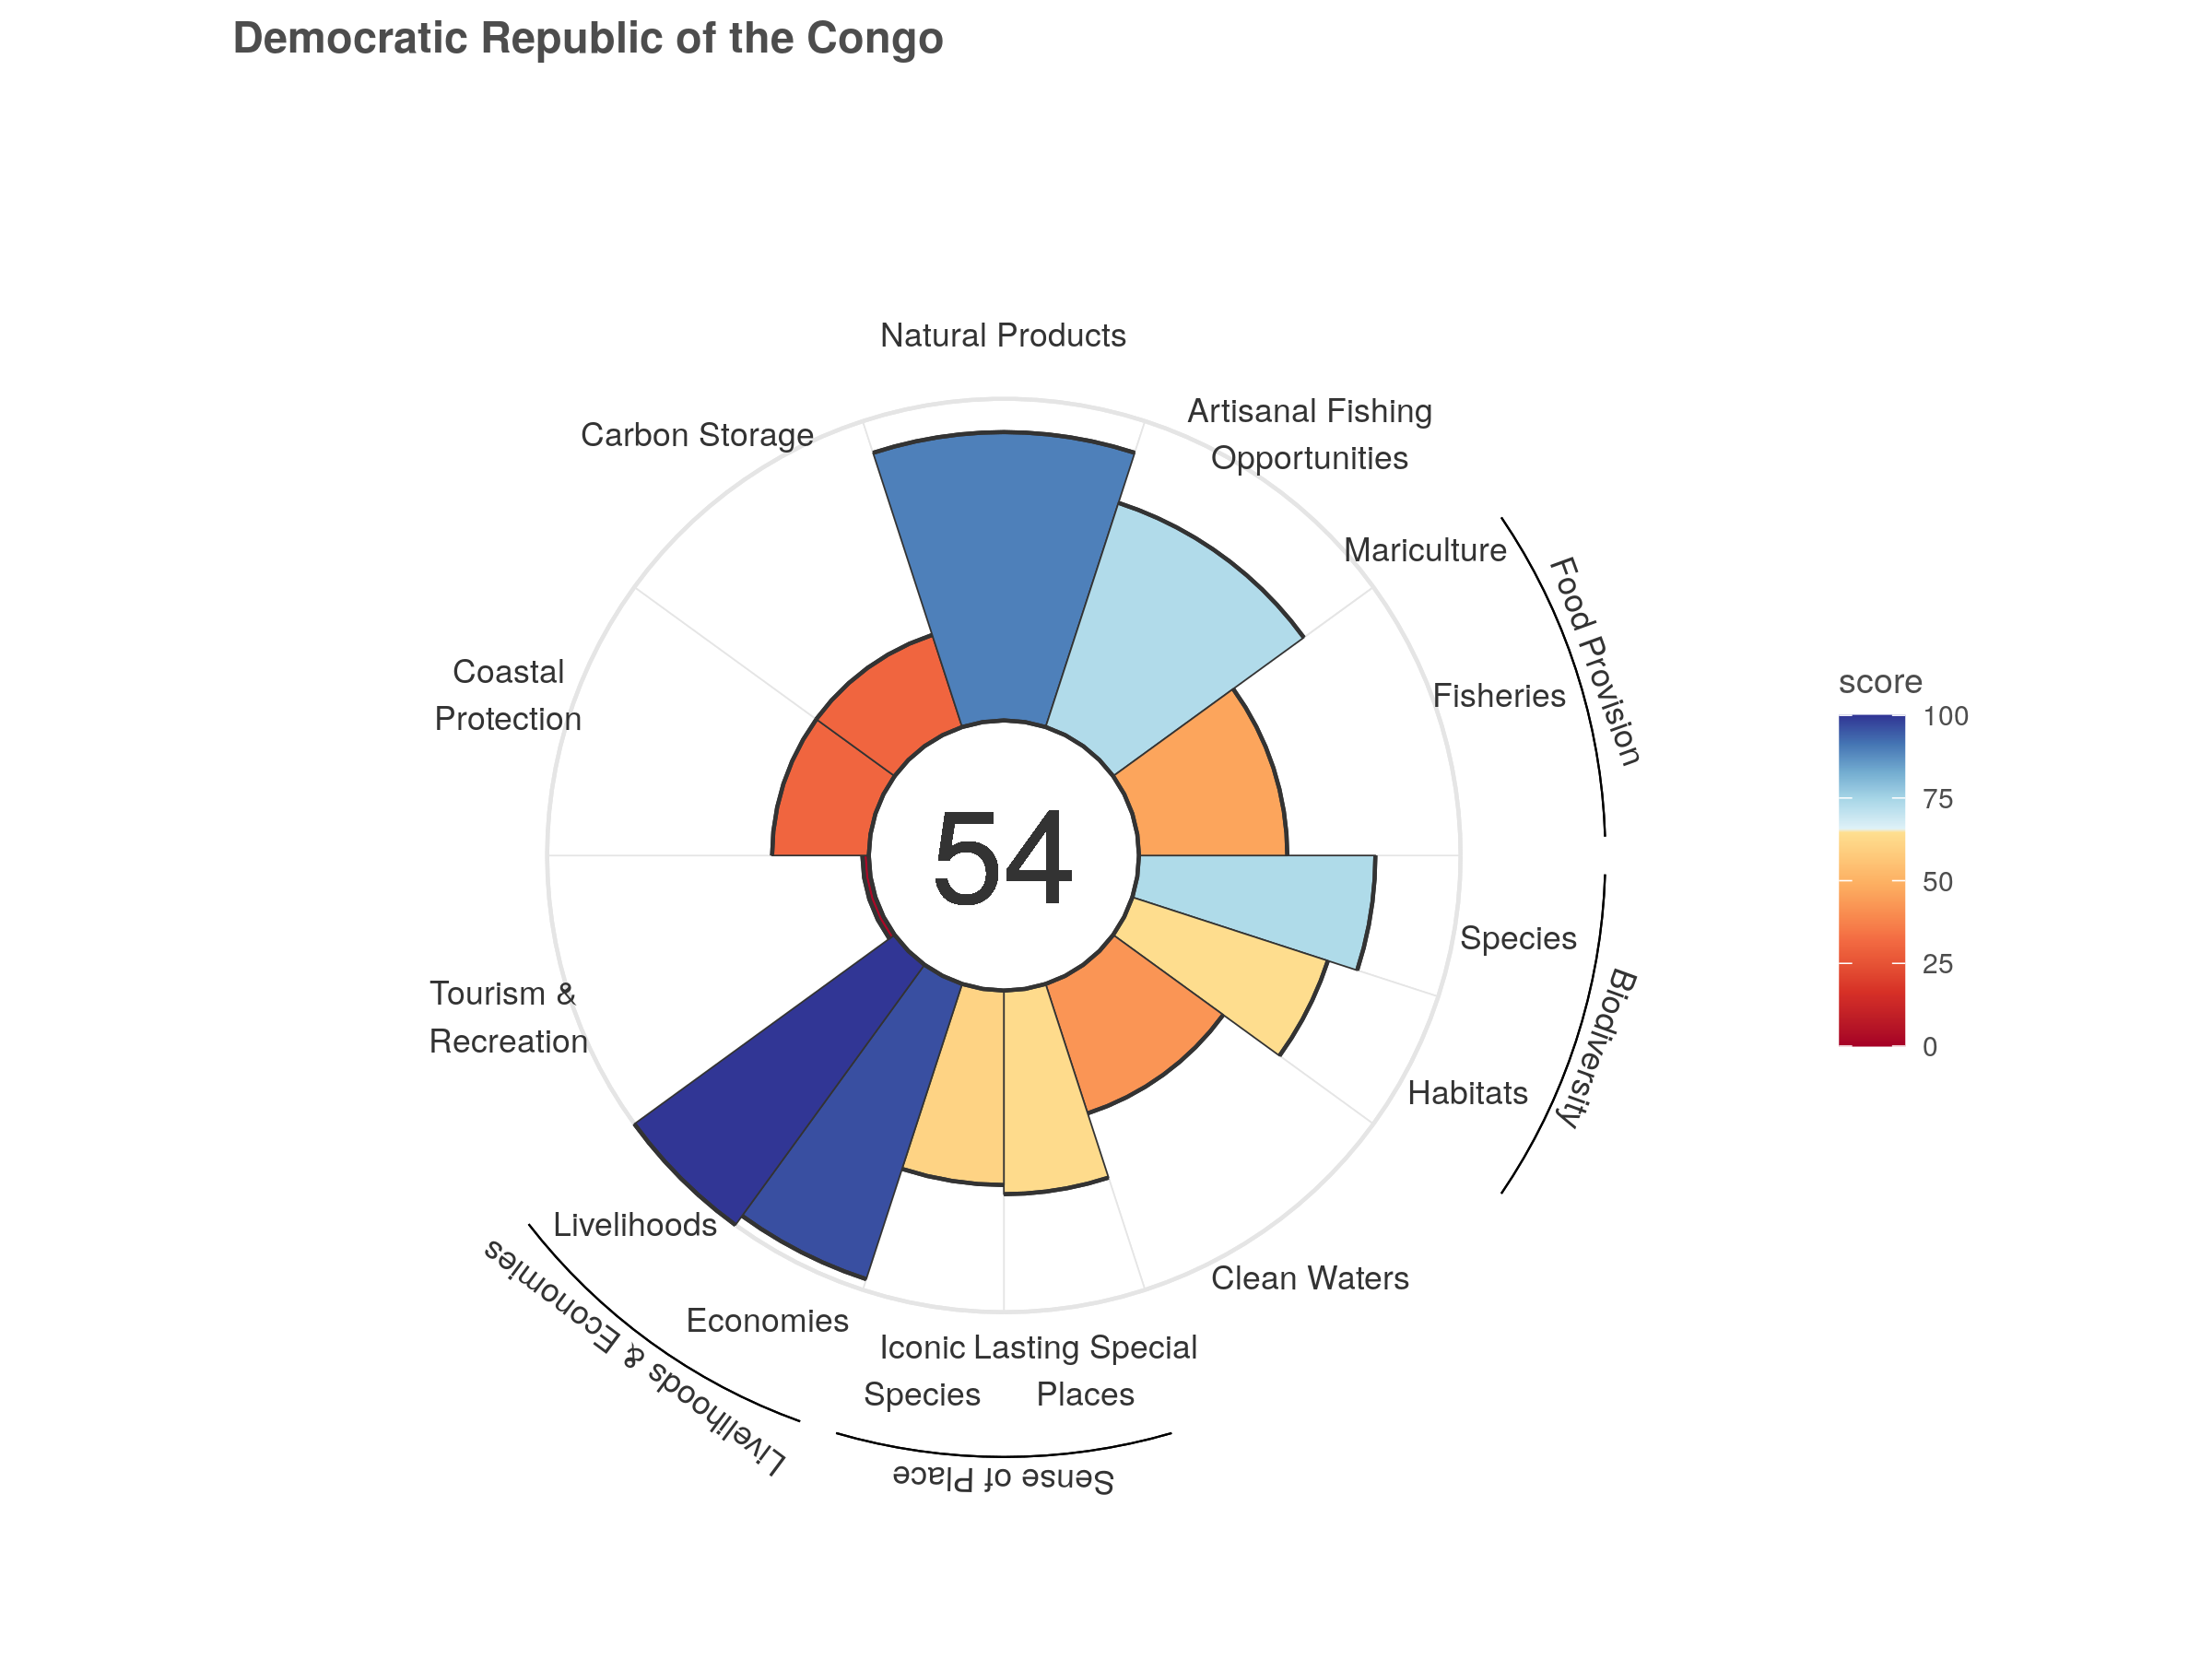 Democratic Republic of the Congo
Natural Products
Artisanal Fishing
Opportunities
Carbon Storage
Mariculture
Food Provision
Fisheries
Coastal
Protection
score
100
75
50
25
0
54
Species
Biodiversity
Tourism &
Recreation
Habitats
Livelihoods
Clean Waters
Economies
Livelihoods & Economies
Iconic
Species
Lasting Special
Places
Sense of Place